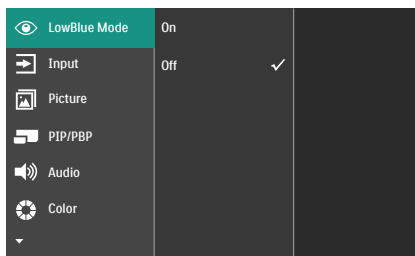 LowBlue Mode
On
Input
Off
Picture
PIP/PBP
Audio
Color